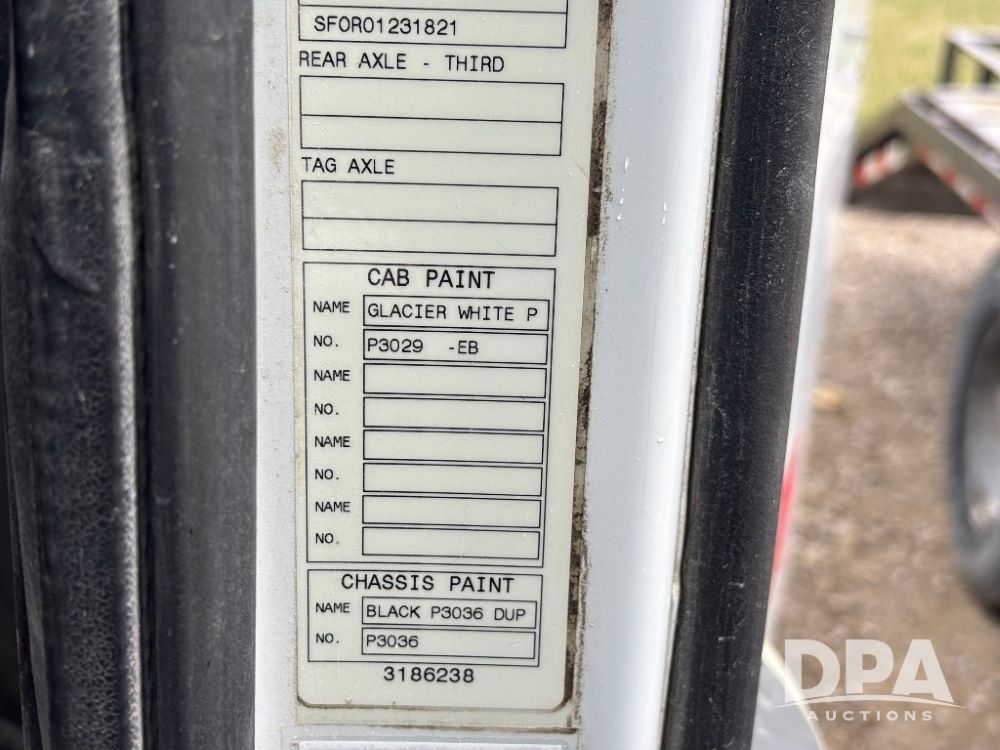 SFOR01231821
REAR AXLE - THIRD
TAG AXLE
CAB PAINT
NAME GLACIER WHITE P
NO. P3029 -EB
NAME
NO.
NAME
NO.
NAME
NO.
CHASSIS PAINT
NAME BLACK P3036 DUP
NO. P3036
3186238
DPA
AUCTIONS